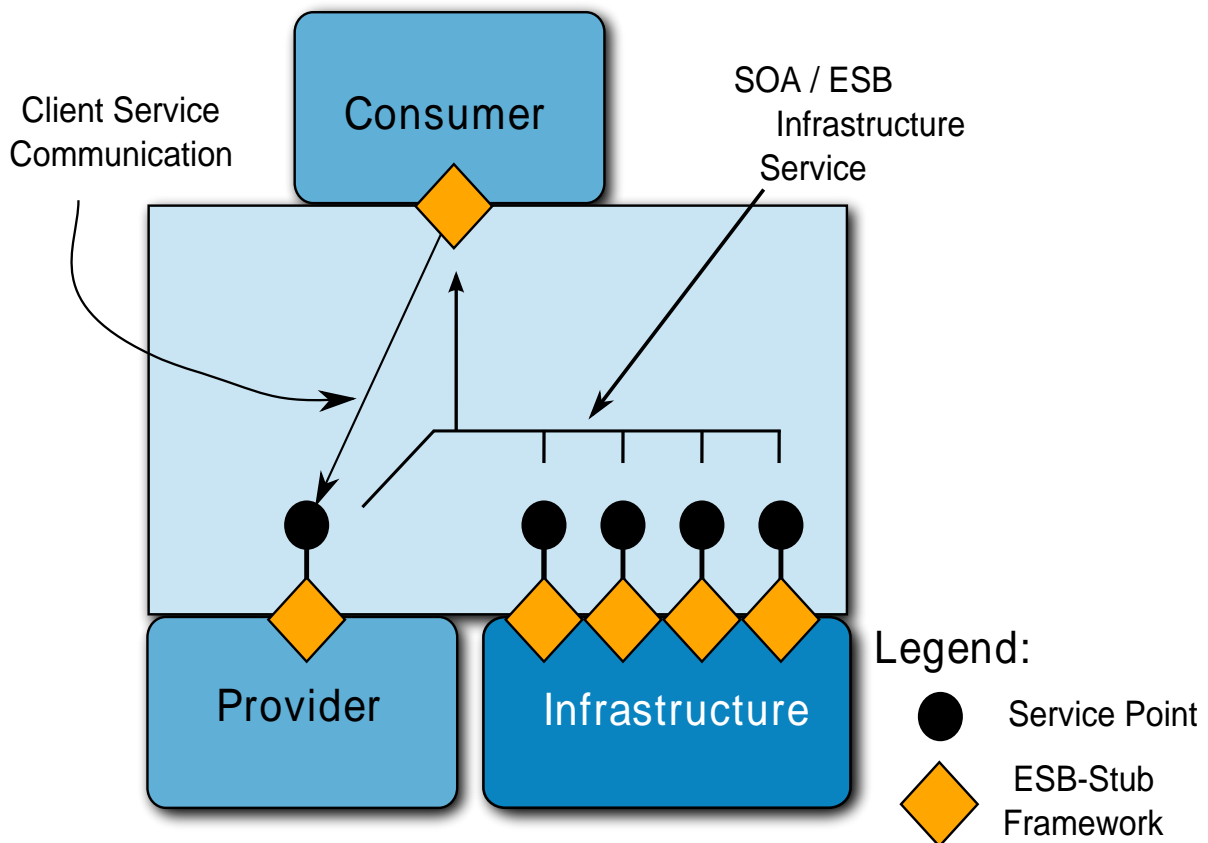 Client Service
Communication
Consumer
SOA / ESB
Infrastructure
Service
Provider
Infrastructure
Legend:
Service Point
ESB-Stub
Framework